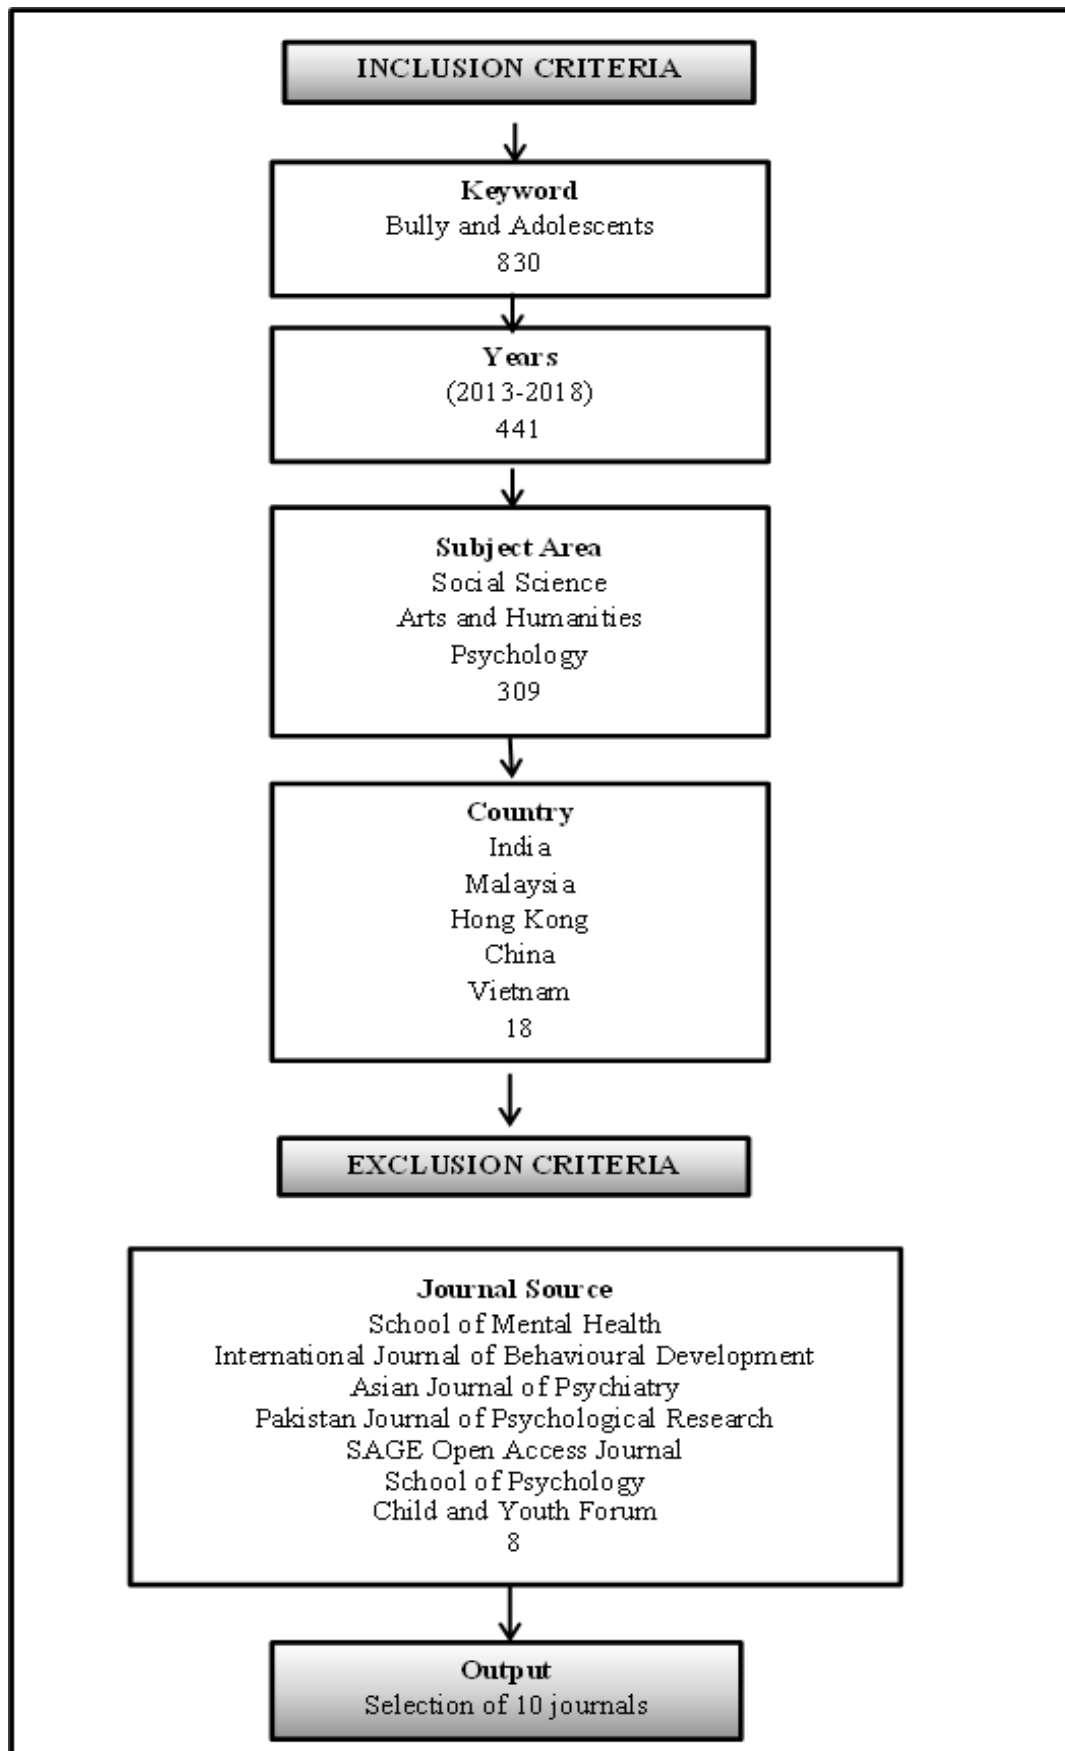 INCLUSION CRITERIA
Keyword
Bully and Adolescents
830
Years
(2013-2018)
441
Subject Area
Social Science
Arts and Humanities
Psychology
309
Country
India
Malaysia
Hong Kong
China
Vietnam
18
EXCLUSION CRITERIA
Journal Source
School of Mental Health
International Journal of Behavioural Development
Asian Journal of Psychiatry
Pakistan Journal of Psychological Research
SAGE Open Access Journal
School of Psychology
Child and Youth Forum
8
Output
Selection of 10 journals